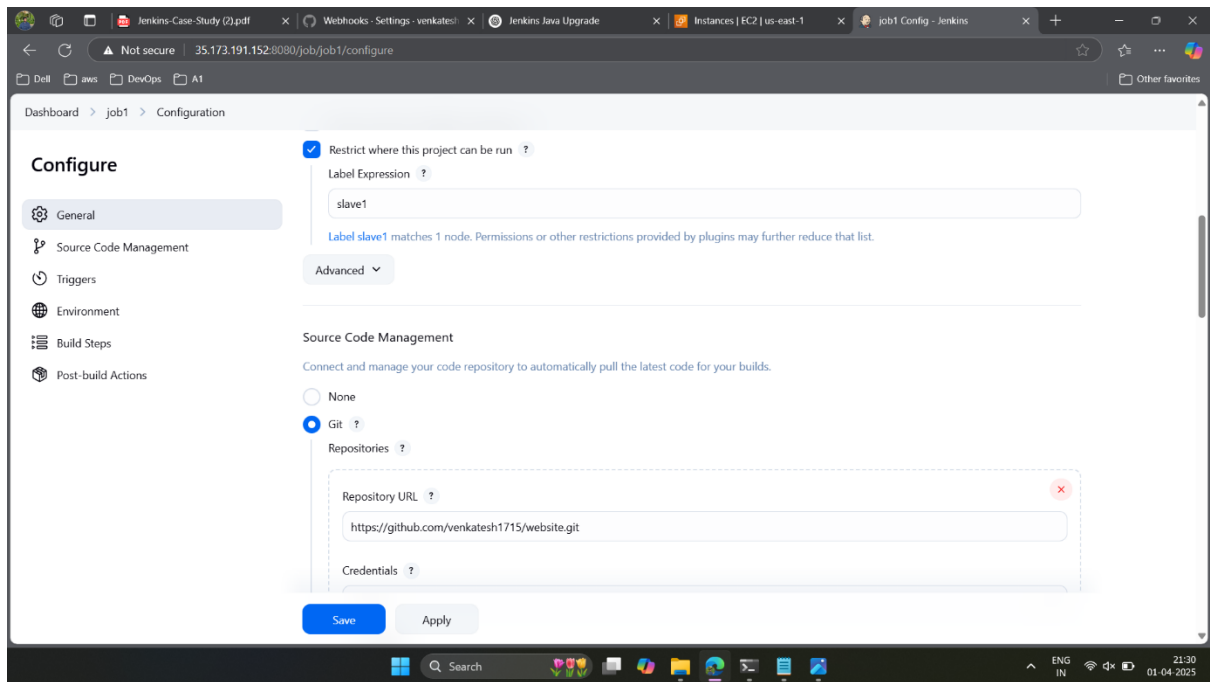 Jenkins-Case-Study (2).pdf
Webhooks - Settings - venkatesh
Jenkins Java Upgrade
Instances | EC2 | us-east-1
job1 Config - Jenkins
Not secure
35.173.191.152:8080/job/job1/configure
Dell
aws
DevOps
A1
Other favorites
Dashboard > job1 > Configuration
Configure
General
Source Code Management
Triggers
Environment
Build Steps
Post-build Actions
Restrict where this project can be run ?
Label Expression ?
slave1
Label slave1 matches 1 node. Permissions or other restrictions provided by plugins may further reduce that list.
Advanced
Source Code Management
Connect and manage your code repository to automatically pull the latest code for your builds.
None
Git ?
Repositories ?
Repository URL ?
https://github.com/venkatesh1715/website.git
Credentials ?
Save
Apply
Search
ENG
IN
21:30
01-04-2025